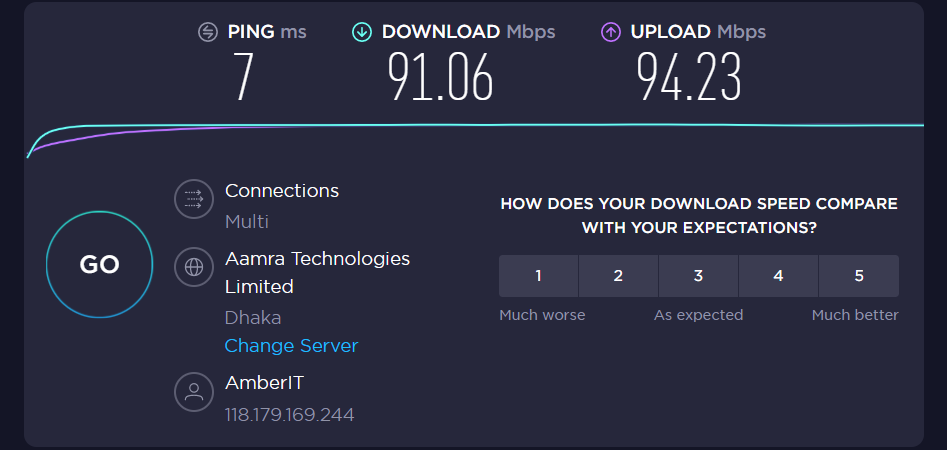 PING ms
DOWNLOAD Mbps
UPLOAD Mbps
7
91.06
94.23
GO
Connections
Multi
Aamra Technologies
Limited
Dhaka
Change Server
AmberIT
118.179.169.244
HOW DOES YOUR DOWNLOAD SPEED COMPARE
WITH YOUR EXPECTATIONS?
1 2 3 4 5
Much worse As expected Much better